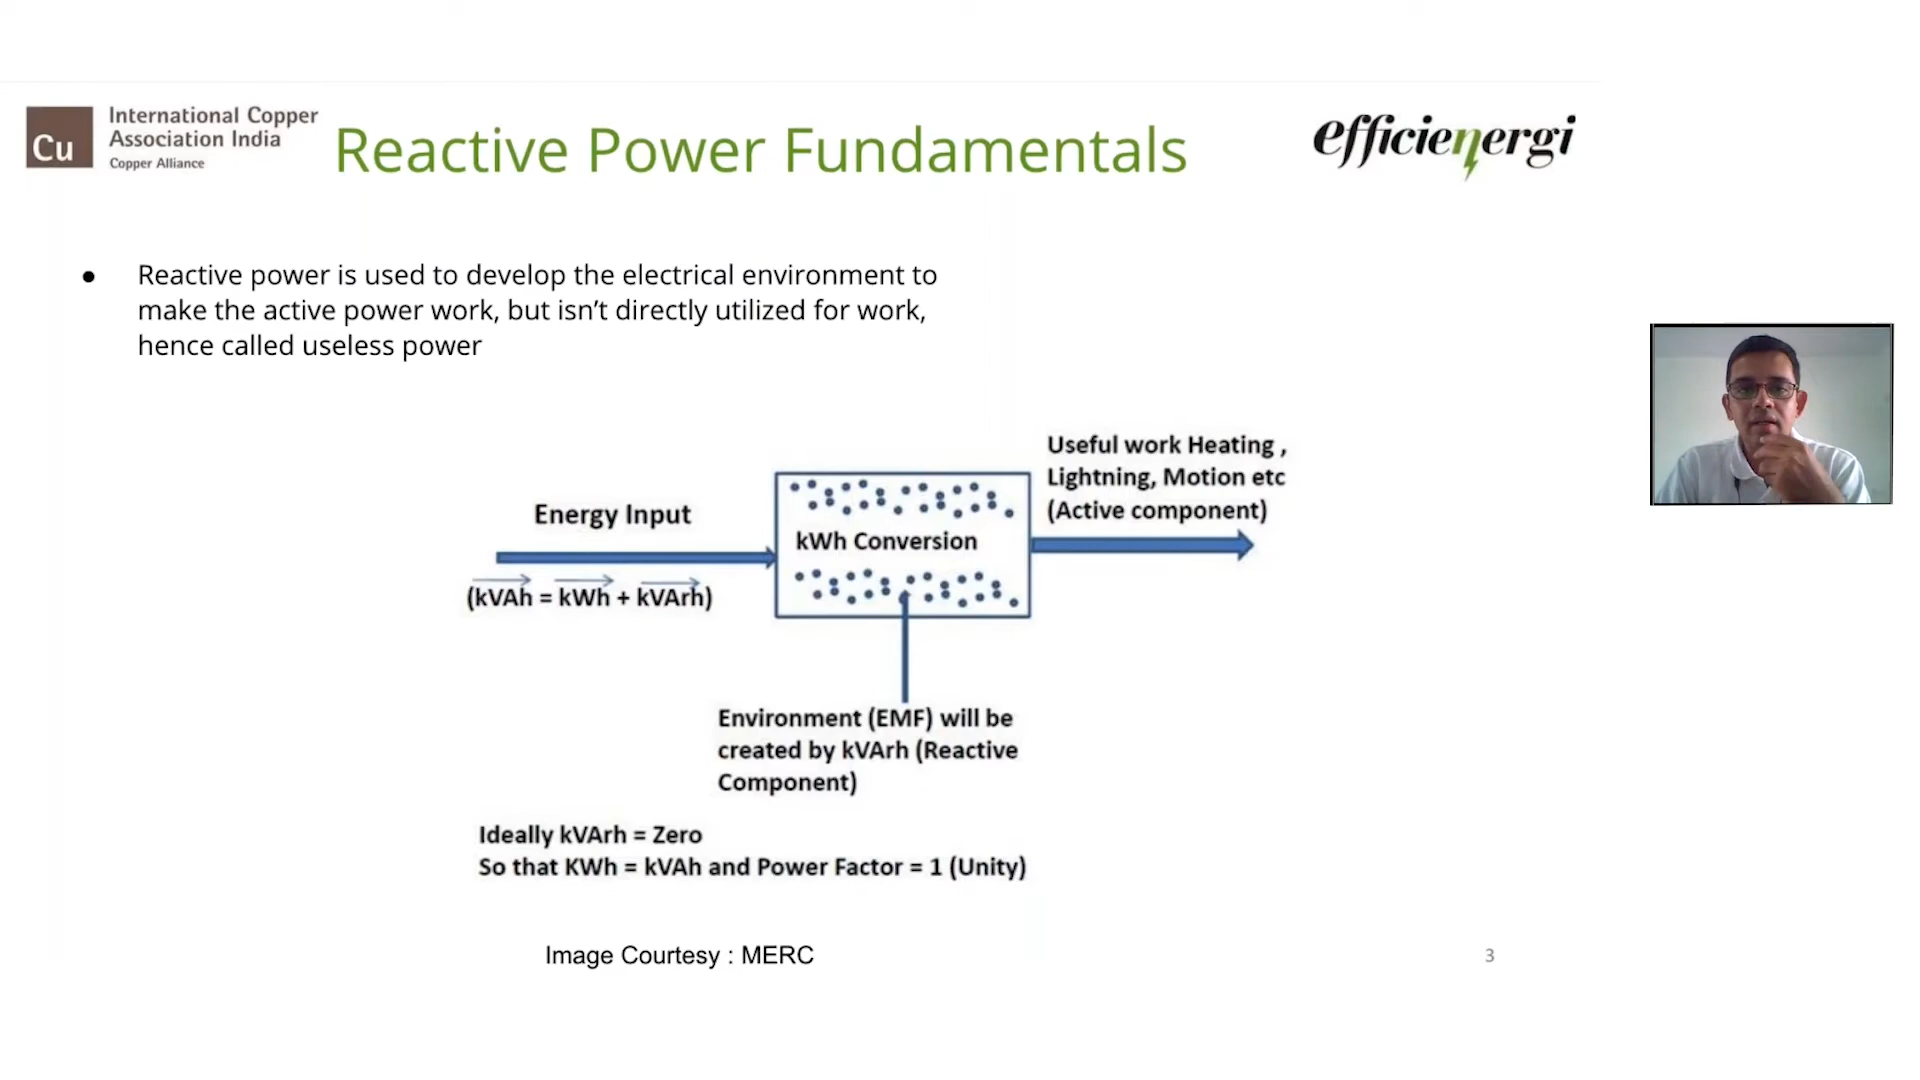 International Copper
Association India
Copper Alliance
Cu
Reactive Power Fundamentals
efficienergi
● Reactive power is used to develop the electrical environment to
make the active power work, but isn’t directly utilized for work,
hence called useless power
Useful work Heating ,
Lightning, Motion etc
(Active component)
Energy Input
kWh Conversion
(kVAh = kWh + kVArh)
Environment (EMF) will be
created by kVArh (Reactive
Component)
Ideally kVArh = Zero
So that KWh = kVAh and Power Factor = 1 (Unity)
Image Courtesy : MERC
3